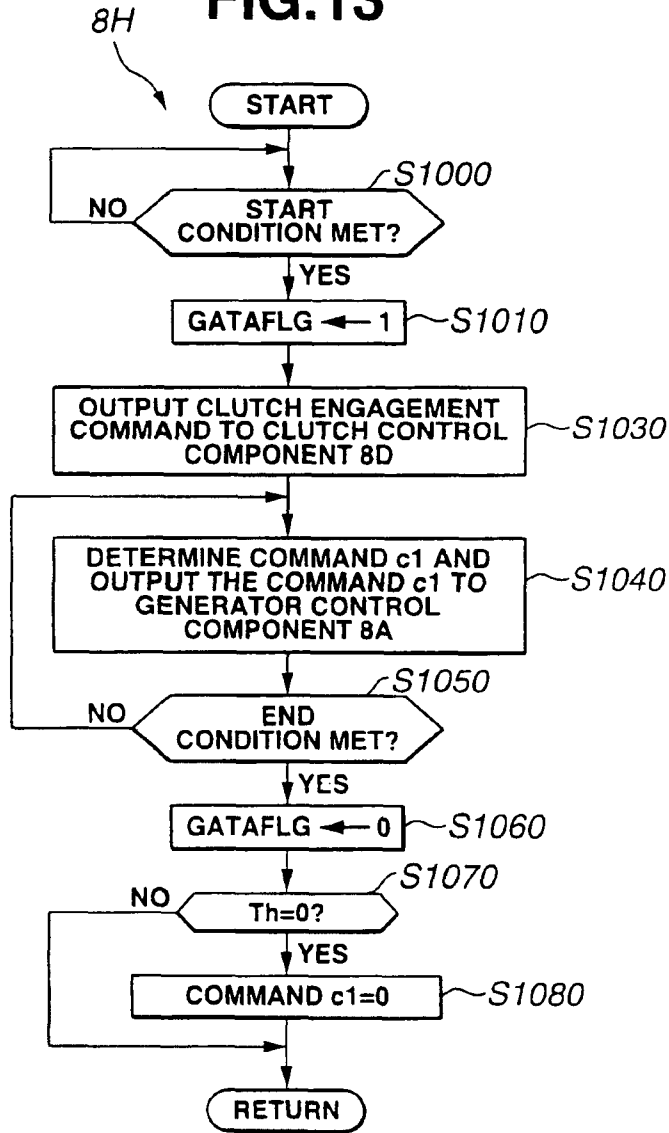 FIG.13
8H
START
S1000
NO
START
CONDITION MET?
YES
GATAFLG ← 1
S1010
OUTPUT CLUTCH ENGAGEMENT
COMMAND TO CLUTCH CONTROL
COMPONENT 8D
S1030
DETERMINE COMMAND c1 AND
OUTPUT THE COMMAND c1 TO
GENERATOR CONTROL
COMPONENT 8A
S1040
S1050
NO
END
CONDITION MET?
YES
GATAFLG ← 0
S1060
S1070
NO
Th=0?
YES
COMMAND c1=0
S1080
RETURN